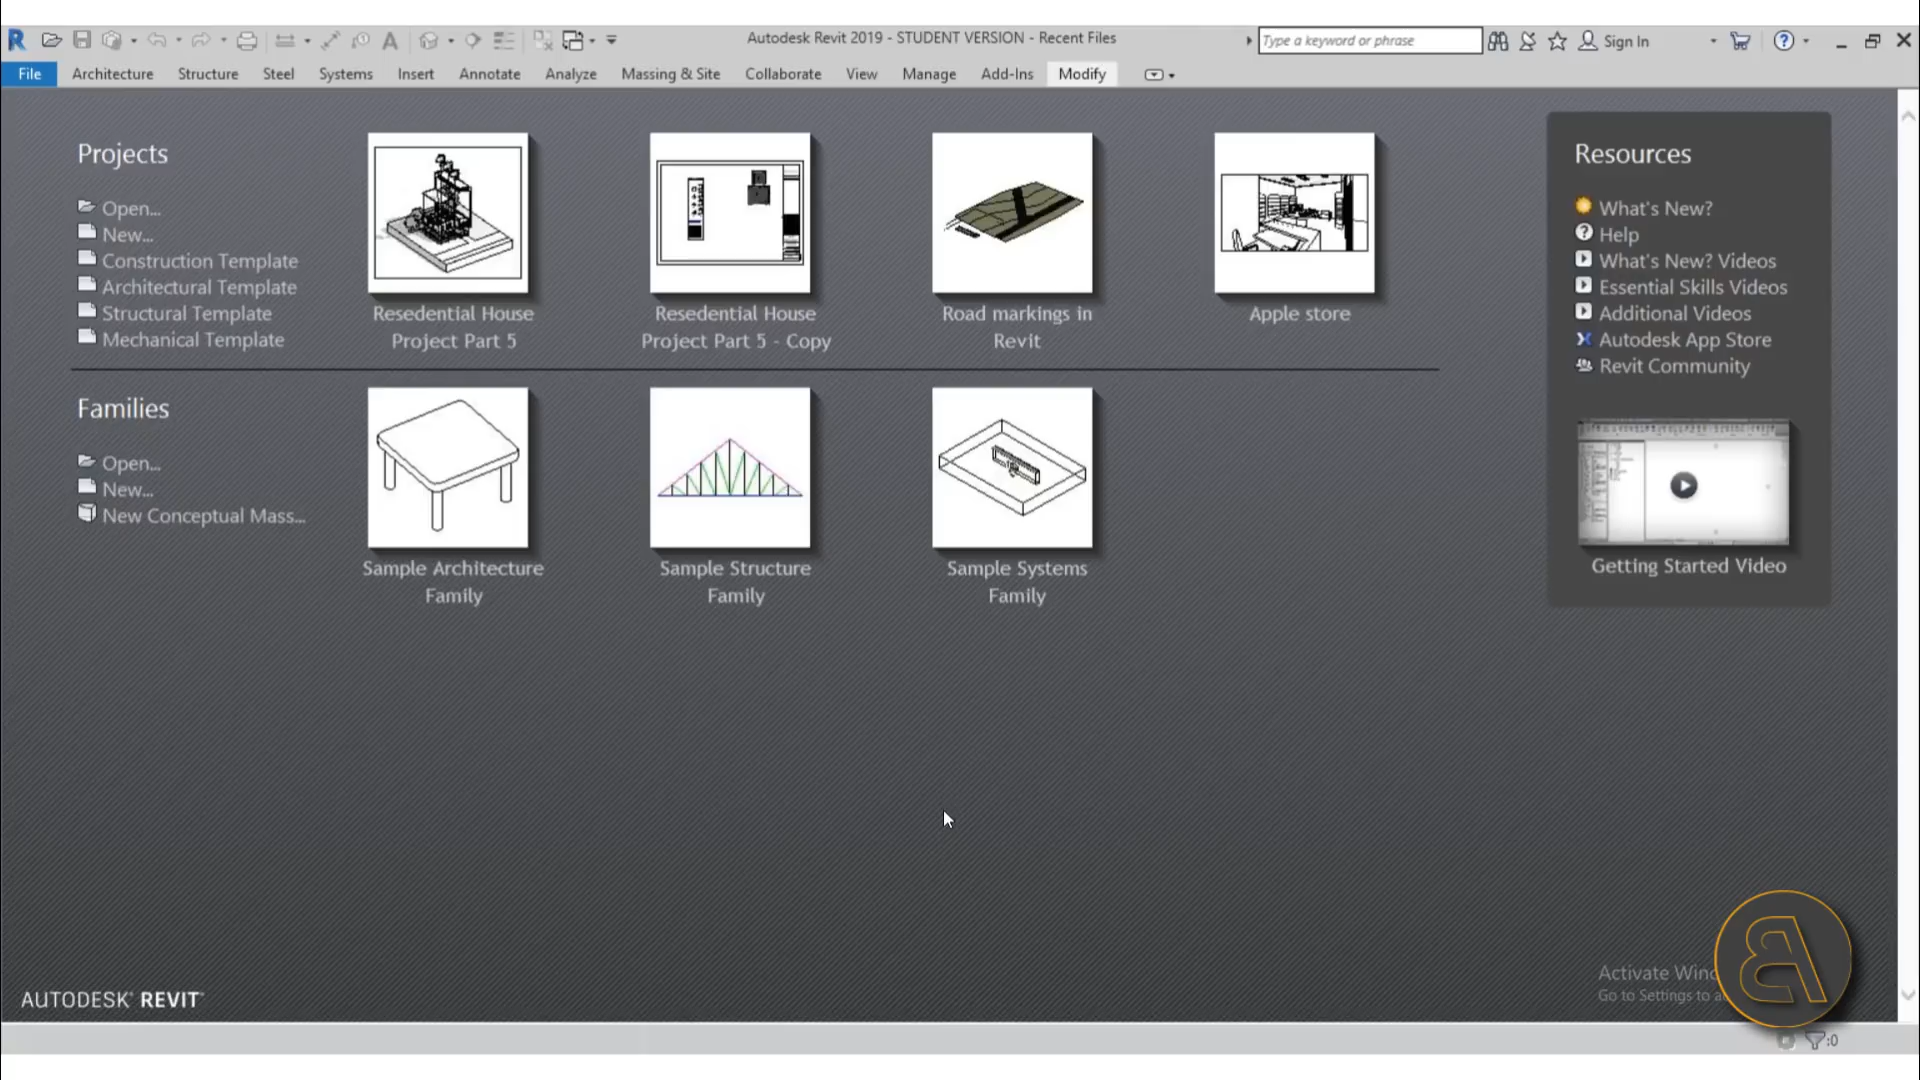 Autodesk Revit 2019 - STUDENT VERSION - Recent Files
Type a keyword or phrase
Sign In
File
Architecture
Structure
Steel
Systems
Insert
Annotate
Analyze
Massing & Site
Collaborate
View
Manage
Add-Ins
Modify
Projects
Open...
New...
Construction Template
Architectural Template
Structural Template
Mechanical Template
Resedential House
Project Part 5
Resedential House
Project Part 5 - Copy
Road markings in
Revit
Apple store
Families
Open...
New...
New Conceptual Mass...
Sample Architecture
Family
Sample Structure
Family
Sample Systems
Family
Resources
What's New?
Help
What's New? Videos
Essential Skills Videos
Additional Videos
Autodesk App Store
Revit Community
Getting Started Video
Activate Win
Go to Settings to a
AUTODESK® REVIT®
:0